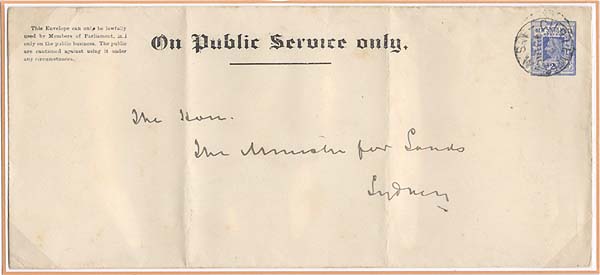 This Envelope can only be lawfully
used by Members of Parliament, and
only on the public business. The public
are cautioned against using it under
any circumstances.
On Public Service only.
The Hon.
The Minister for Lands
Sydney